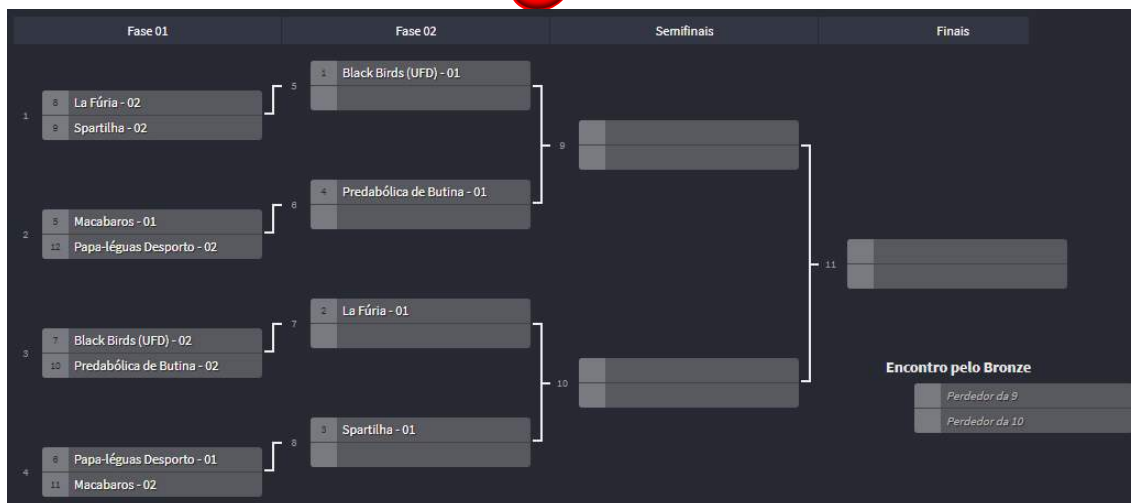 Fase 01
Fase 02
Semifinais
Finais
1
8 La Fúria - 02
9 Spartilha - 02
2
5 Macabaros - 01
12 Papa-léguas Desporto - 02
3
7 Black Birds (UFD) - 02
10 Predabólica de Butina - 02
4
6 Papa-léguas Desporto - 01
11 Macabaros - 02
5
1 Black Birds (UFD) - 01
6
4 Predabólica de Butina - 01
7
2 La Fúria - 01
8
3 Spartilha - 01
9
10
11
Encontro pelo Bronze
Perdedor da 9
Perdedor da 10